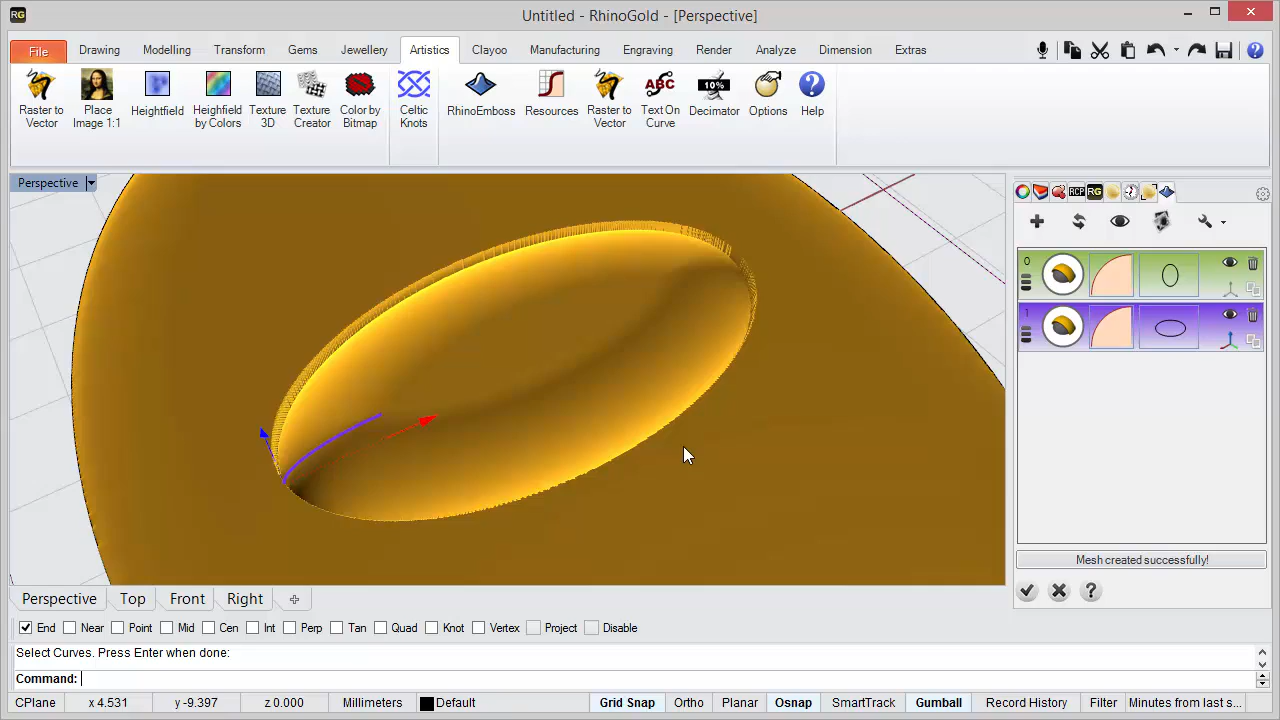 RG
Untitled - RhinoGold - [Perspective]
File Drawing Modelling Transform Gems Jewellery Artistics Clayoo Manufacturing Engraving Render Analyze Dimension Extras
Raster to Vector
Place Image 1:1
Heightfield
Heighfield by Colors
Texture 3D
Texture Creator
Color by Bitmap
Celtic Knots
RhinoEmboss
Resources
Raster to Vector
ABC
Text On Curve
10%
Decimator
Options
Help
Perspective
RCP RG
0
1
Mesh created successfully!
Perspective Top Front Right
End Near Point Mid Cen Int Perp Tan Quad Knot Vertex Project Disable
Select Curves. Press Enter when done:
Command:
CPlane x 4.531 y -9.397 z 0.000 Millimeters Default Grid Snap Ortho Planar Osnap SmartTrack Gumball Record History Filter Minutes from last s...